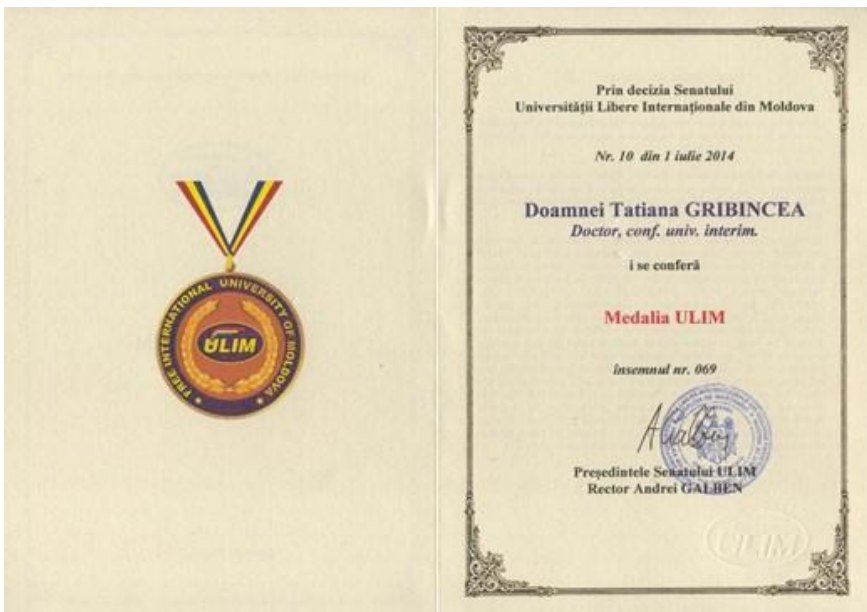 FREE INTERNATIONAL UNIVERSITY OF MOLDOVA
ULIM
Prin decizia Senatului
Universității Libere Internaționale din Moldova
Nr. 10 din 1 iulie 2014
Doamnei Tatiana GRIBINCEA
Doctor, conf. univ. interim.
i se conferă
Medalia ULIM
însemnul nr. 069
Președintele Senatului ULIM
Rector Andrei GALBEN
ULIM